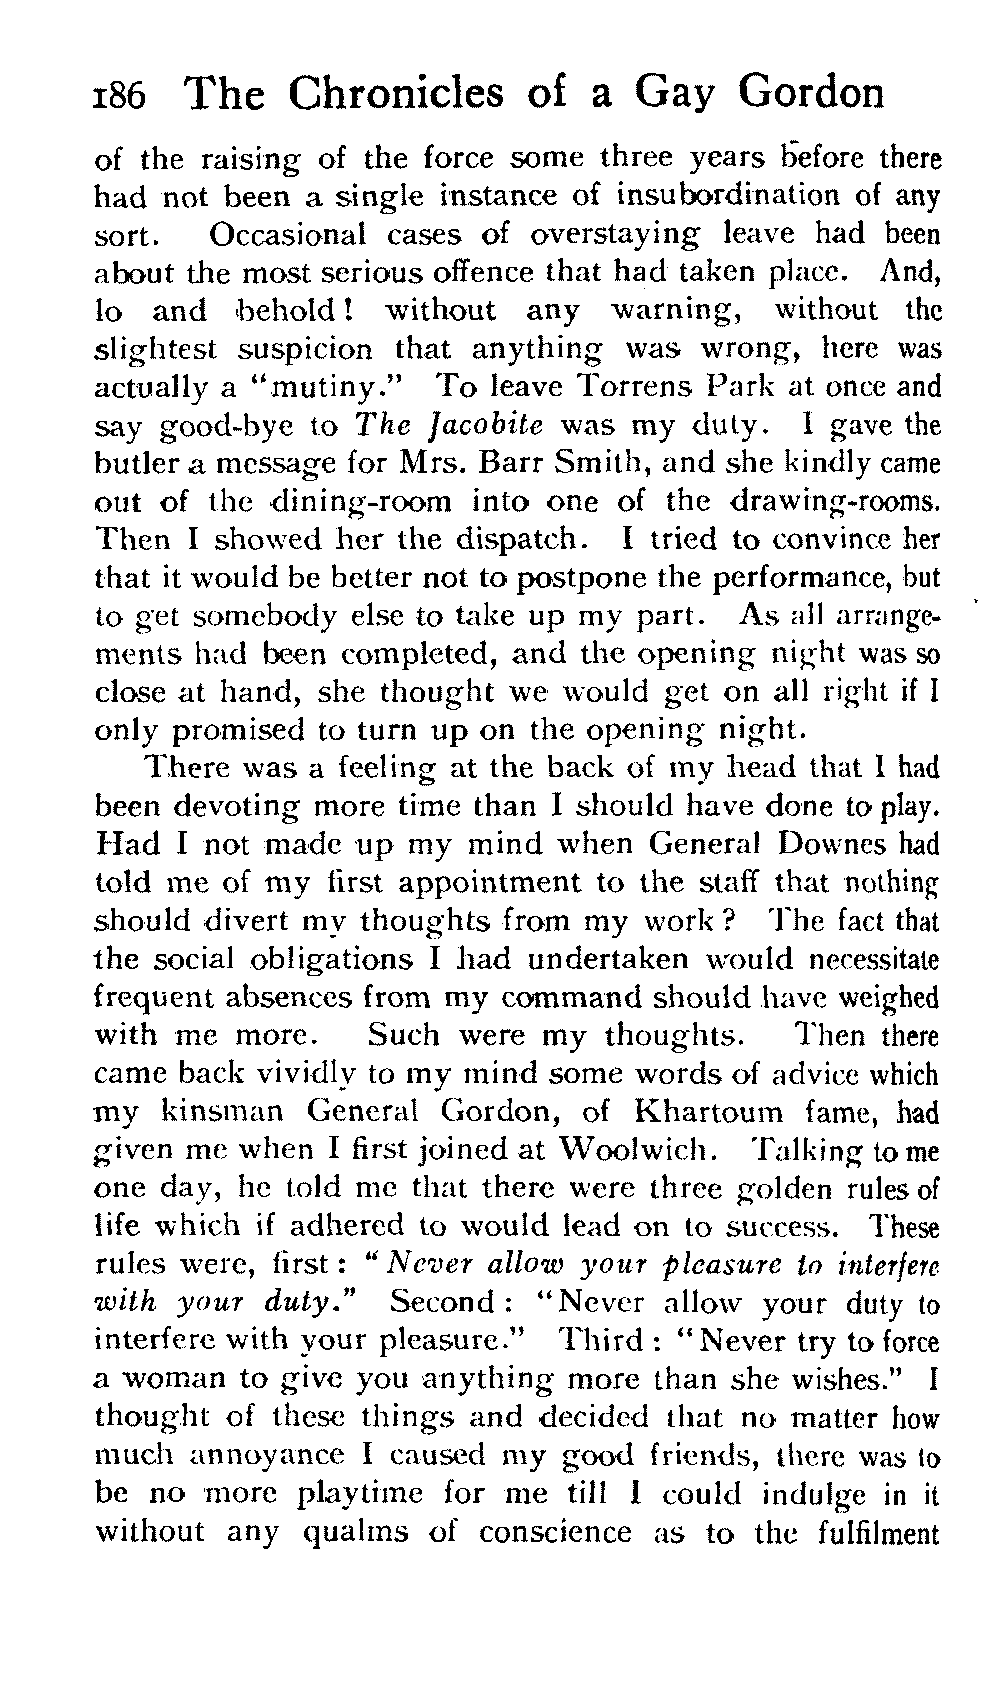 186 The Chronicles of a Gay Gordon
of the raising of the force some three years before there
had not been a single instance of insubordination of any
sort. Occasional cases of overstaying leave had been
about the most serious offence that had taken place. And,
lo and behold! without any warning, without the
slightest suspicion that anything was wrong, here was
actually a "mutiny." To leave Torrens Park at once and
say good-bye to The Jacobite was my duty. I gave the
butler a message for Mrs. Barr Smith, and she kindly came
out of the dining-room into one of the drawing-rooms.
Then I showed her the dispatch. I tried to convince her
that it would be better not to postpone the performance, but
to get somebody else to take up my part. As all arrange-
ments had been completed, and the opening night was so
close at hand, she thought we would get on all right if I
only promised to turn up on the opening night.
There was a feeling at the back of my head that I had
been devoting more time than I should have done to play.
Had I not made up my mind when General Downes had
told me of my first appointment to the staff that nothing
should divert my thoughts from my work? The fact that
the social obligations I had undertaken would necessitate
frequent absences from my command should have weighed
with me more. Such were my thoughts. Then there
came back vividly to my mind some words of advice which
my kinsman General Gordon, of Khartoum fame, had
given me when I first joined at Woolwich. Talking to me
one day, he told me that there were three golden rules of
life which if adhered to would lead on to success. These
rules were, first: "Never allow your pleasure to interfere
with your duty." Second: "Never allow your duty to
interfere with your pleasure." Third: "Never try to force
a woman to give you anything more than she wishes." I
thought of these things and decided that no matter how
much annoyance I caused my good friends, there was to
be no more playtime for me till I could indulge in it
without any qualms of conscience as to the fulfilment